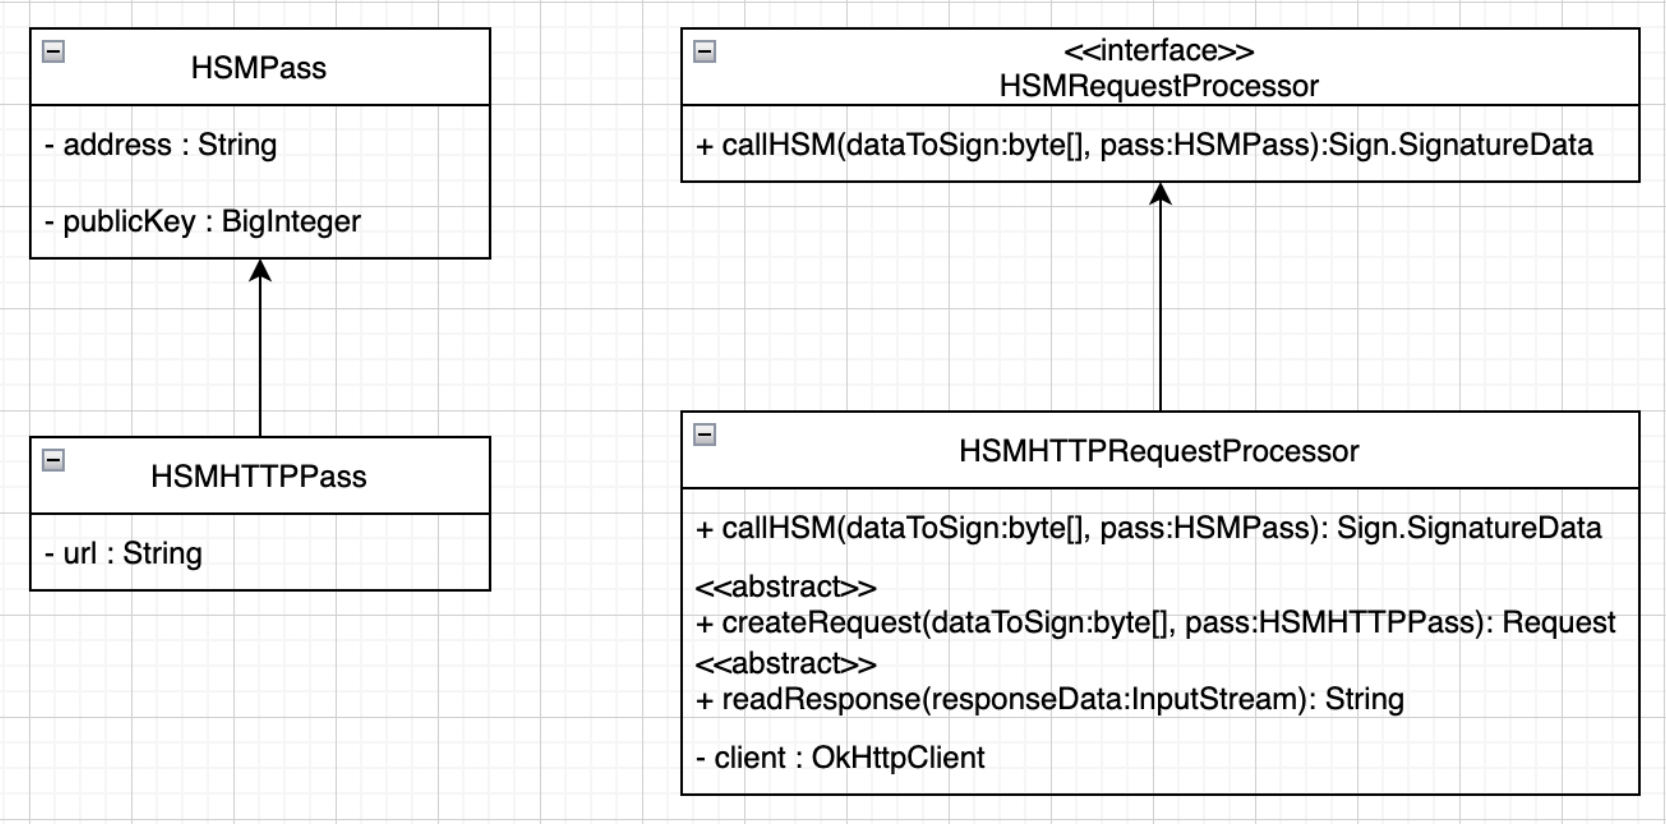 HSMPass
- address : String
- publicKey : BigInteger
HSMHTTPPass
- url : String
<<interface>>
HSMRequestProcessor
+ callHSM(dataToSign:byte[], pass:HSMPass):Sign.SignatureData
HSMHTTPRequestProcessor
+ callHSM(dataToSign:byte[], pass:HSMPass): Sign.SignatureData
<<abstract>>
+ createRequest(dataToSign:byte[], pass:HSMHTTPPass): Request
<<abstract>>
+ readResponse(responseData:InputStream): String
- client : OkHttpClient